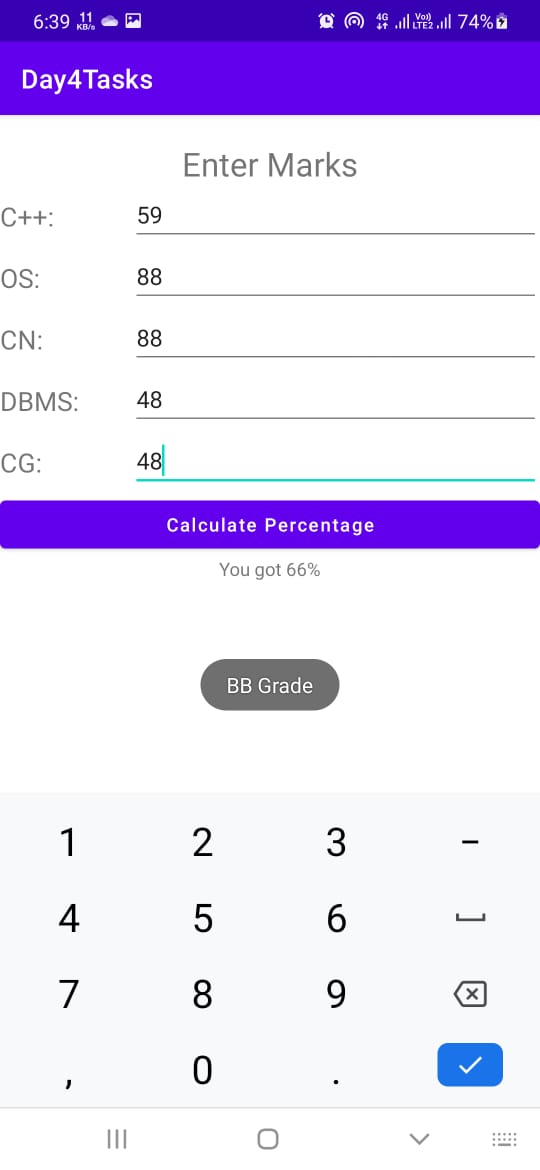 6:39 11 KB/s 4G Vo)) LTE2 74%
Day4Tasks
Enter Marks
C++: 59
OS: 88
CN: 88
DBMS: 48
CG: 48
Calculate Percentage
You got 66%
BB Grade
1 2 3 -
4 5 6
7 8 9
, 0 .